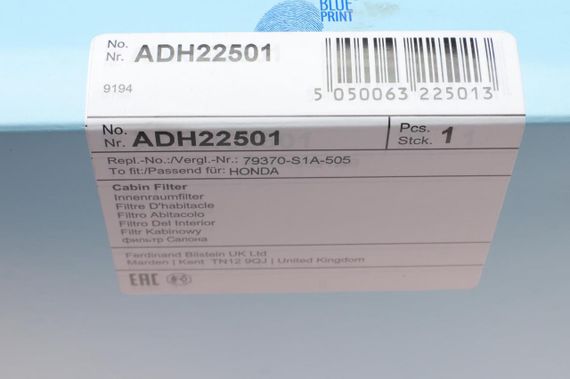 BLUE
PRINT
No.
Nr. ADH22501
9194
5 050063 225013
No.
Nr. ADH22501
Pcs.
Stck. 1
Repl.-No.:/Vergl.-Nr.: 79370-S1A-505
To fit:/Passend für: HONDA
Cabin Filter
Innenraumfilter
Filtre D'habitacle
Filtro Abitacolo
Filtro Del Interior
Filtr Kabinowy
фильтр Салона
Ferdinand Bilstein UK Ltd
Marden | Kent TN12 9QJ | United Kingdom
EAC